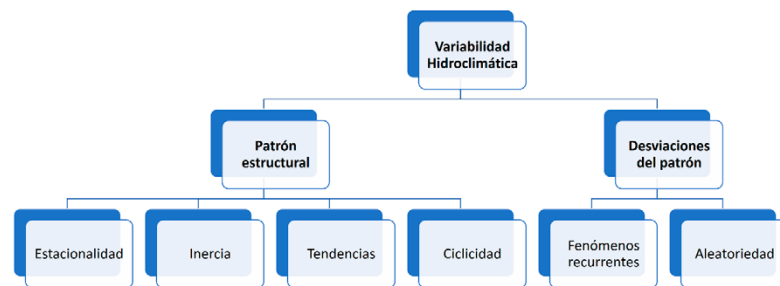 Variabilidad
Hidroclimática
Patrón
estructural
Desviaciones
del patrón
Estacionalidad
Inercia
Tendencias
Ciclicidad
Fenómenos
recurrentes
Aleatoriedad